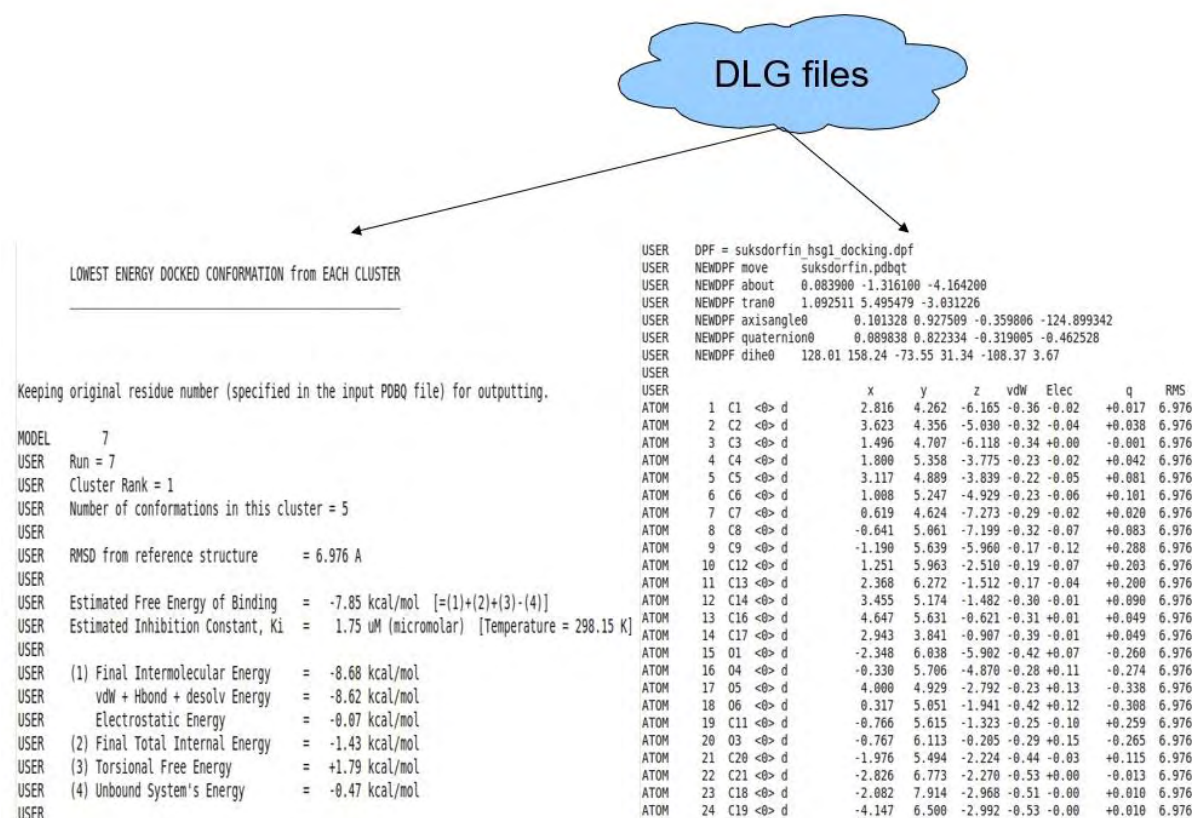 DLG files
LOWEST ENERGY DOCKED CONFORMATION from EACH CLUSTER
Keeping original residue number (specified in the input PDBQ file) for outputting.
MODEL 7
USER Run = 7
USER Cluster Rank = 1
USER Number of conformations in this cluster = 5
USER
USER RMSD from reference structure = 6.976 A
USER
USER Estimated Free Energy of Binding = -7.85 kcal/mol [=(1)+(2)+(3)-(4)]
USER Estimated Inhibition Constant, Ki = 1.75 uM (micromolar) [Temperature = 298.15 K]
USER
USER (1) Final Intermolecular Energy = -8.68 kcal/mol
USER vdW + Hbond + desolv Energy = -8.62 kcal/mol
USER Electrostatic Energy = -0.07 kcal/mol
USER (2) Final Total Internal Energy = -1.43 kcal/mol
USER (3) Torsional Free Energy = +1.79 kcal/mol
USER (4) Unbound System's Energy = -0.47 kcal/mol
USER
USER DPF = suksdorfin_hsg1_docking.dpf
USER NEWDPF move suksdorfin.pdbqt
USER NEWDPF about 0.083900 -1.316100 -4.164200
USER NEWDPF tran0 1.092511 5.495479 -3.031226
USER NEWDPF axisangle0 0.101328 0.927509 -0.359806 -124.899342
USER NEWDPF quaternion0 0.089838 0.822334 -0.319005 -0.462528
USER NEWDPF dihe0 128.01 158.24 -73.55 31.34 -108.37 3.67
USER
USER x y z vdW Elec q RMS
ATOM 1 C1 <0> d 2.816 4.262 -6.165 -0.36 -0.02 +0.017 6.976
ATOM 2 C2 <0> d 3.623 4.356 -5.030 -0.32 -0.04 +0.038 6.976
ATOM 3 C3 <0> d 1.496 4.707 -6.118 -0.34 +0.00 -0.001 6.976
ATOM 4 C4 <0> d 1.800 5.358 -3.775 -0.23 -0.02 +0.042 6.976
ATOM 5 C5 <0> d 3.117 4.889 -3.839 -0.22 -0.05 +0.081 6.976
ATOM 6 C6 <0> d 1.008 5.247 -4.929 -0.23 -0.06 +0.101 6.976
ATOM 7 C7 <0> d 0.619 4.624 -7.273 -0.29 -0.02 +0.020 6.976
ATOM 8 C8 <0> d -0.641 5.061 -7.199 -0.32 -0.07 +0.083 6.976
ATOM 9 C9 <0> d -1.190 5.639 -5.960 -0.17 -0.12 +0.288 6.976
ATOM 10 C12 <0> d 1.251 5.963 -2.510 -0.19 -0.07 +0.203 6.976
ATOM 11 C13 <0> d 2.368 6.272 -1.512 -0.17 -0.04 +0.200 6.976
ATOM 12 C14 <0> d 3.455 5.174 -1.482 -0.30 -0.01 +0.090 6.976
ATOM 13 C16 <0> d 4.647 5.631 -0.621 -0.31 +0.01 +0.049 6.976
ATOM 14 C17 <0> d 2.943 3.841 -0.907 -0.39 -0.01 +0.049 6.976
ATOM 15 O1 <0> d -2.348 6.038 -5.902 -0.42 +0.07 -0.260 6.976
ATOM 16 O4 <0> d -0.330 5.706 -4.870 -0.28 +0.11 -0.274 6.976
ATOM 17 O5 <0> d 4.000 4.929 -2.792 -0.23 +0.13 -0.338 6.976
ATOM 18 O6 <0> d 0.317 5.051 -1.941 -0.42 +0.12 -0.308 6.976
ATOM 19 C11 <0> d -0.766 5.615 -1.323 -0.25 -0.10 +0.259 6.976
ATOM 20 O3 <0> d -0.767 6.113 -0.205 -0.29 +0.15 -0.265 6.976
ATOM 21 C20 <0> d -1.976 5.494 -2.224 -0.44 -0.03 +0.115 6.976
ATOM 22 C21 <0> d -2.826 6.773 -2.270 -0.53 +0.00 -0.013 6.976
ATOM 23 C18 <0> d -2.082 7.914 -2.968 -0.51 -0.00 +0.010 6.976
ATOM 24 C19 <0> d -4.147 6.500 -2.992 -0.53 -0.00 +0.010 6.976